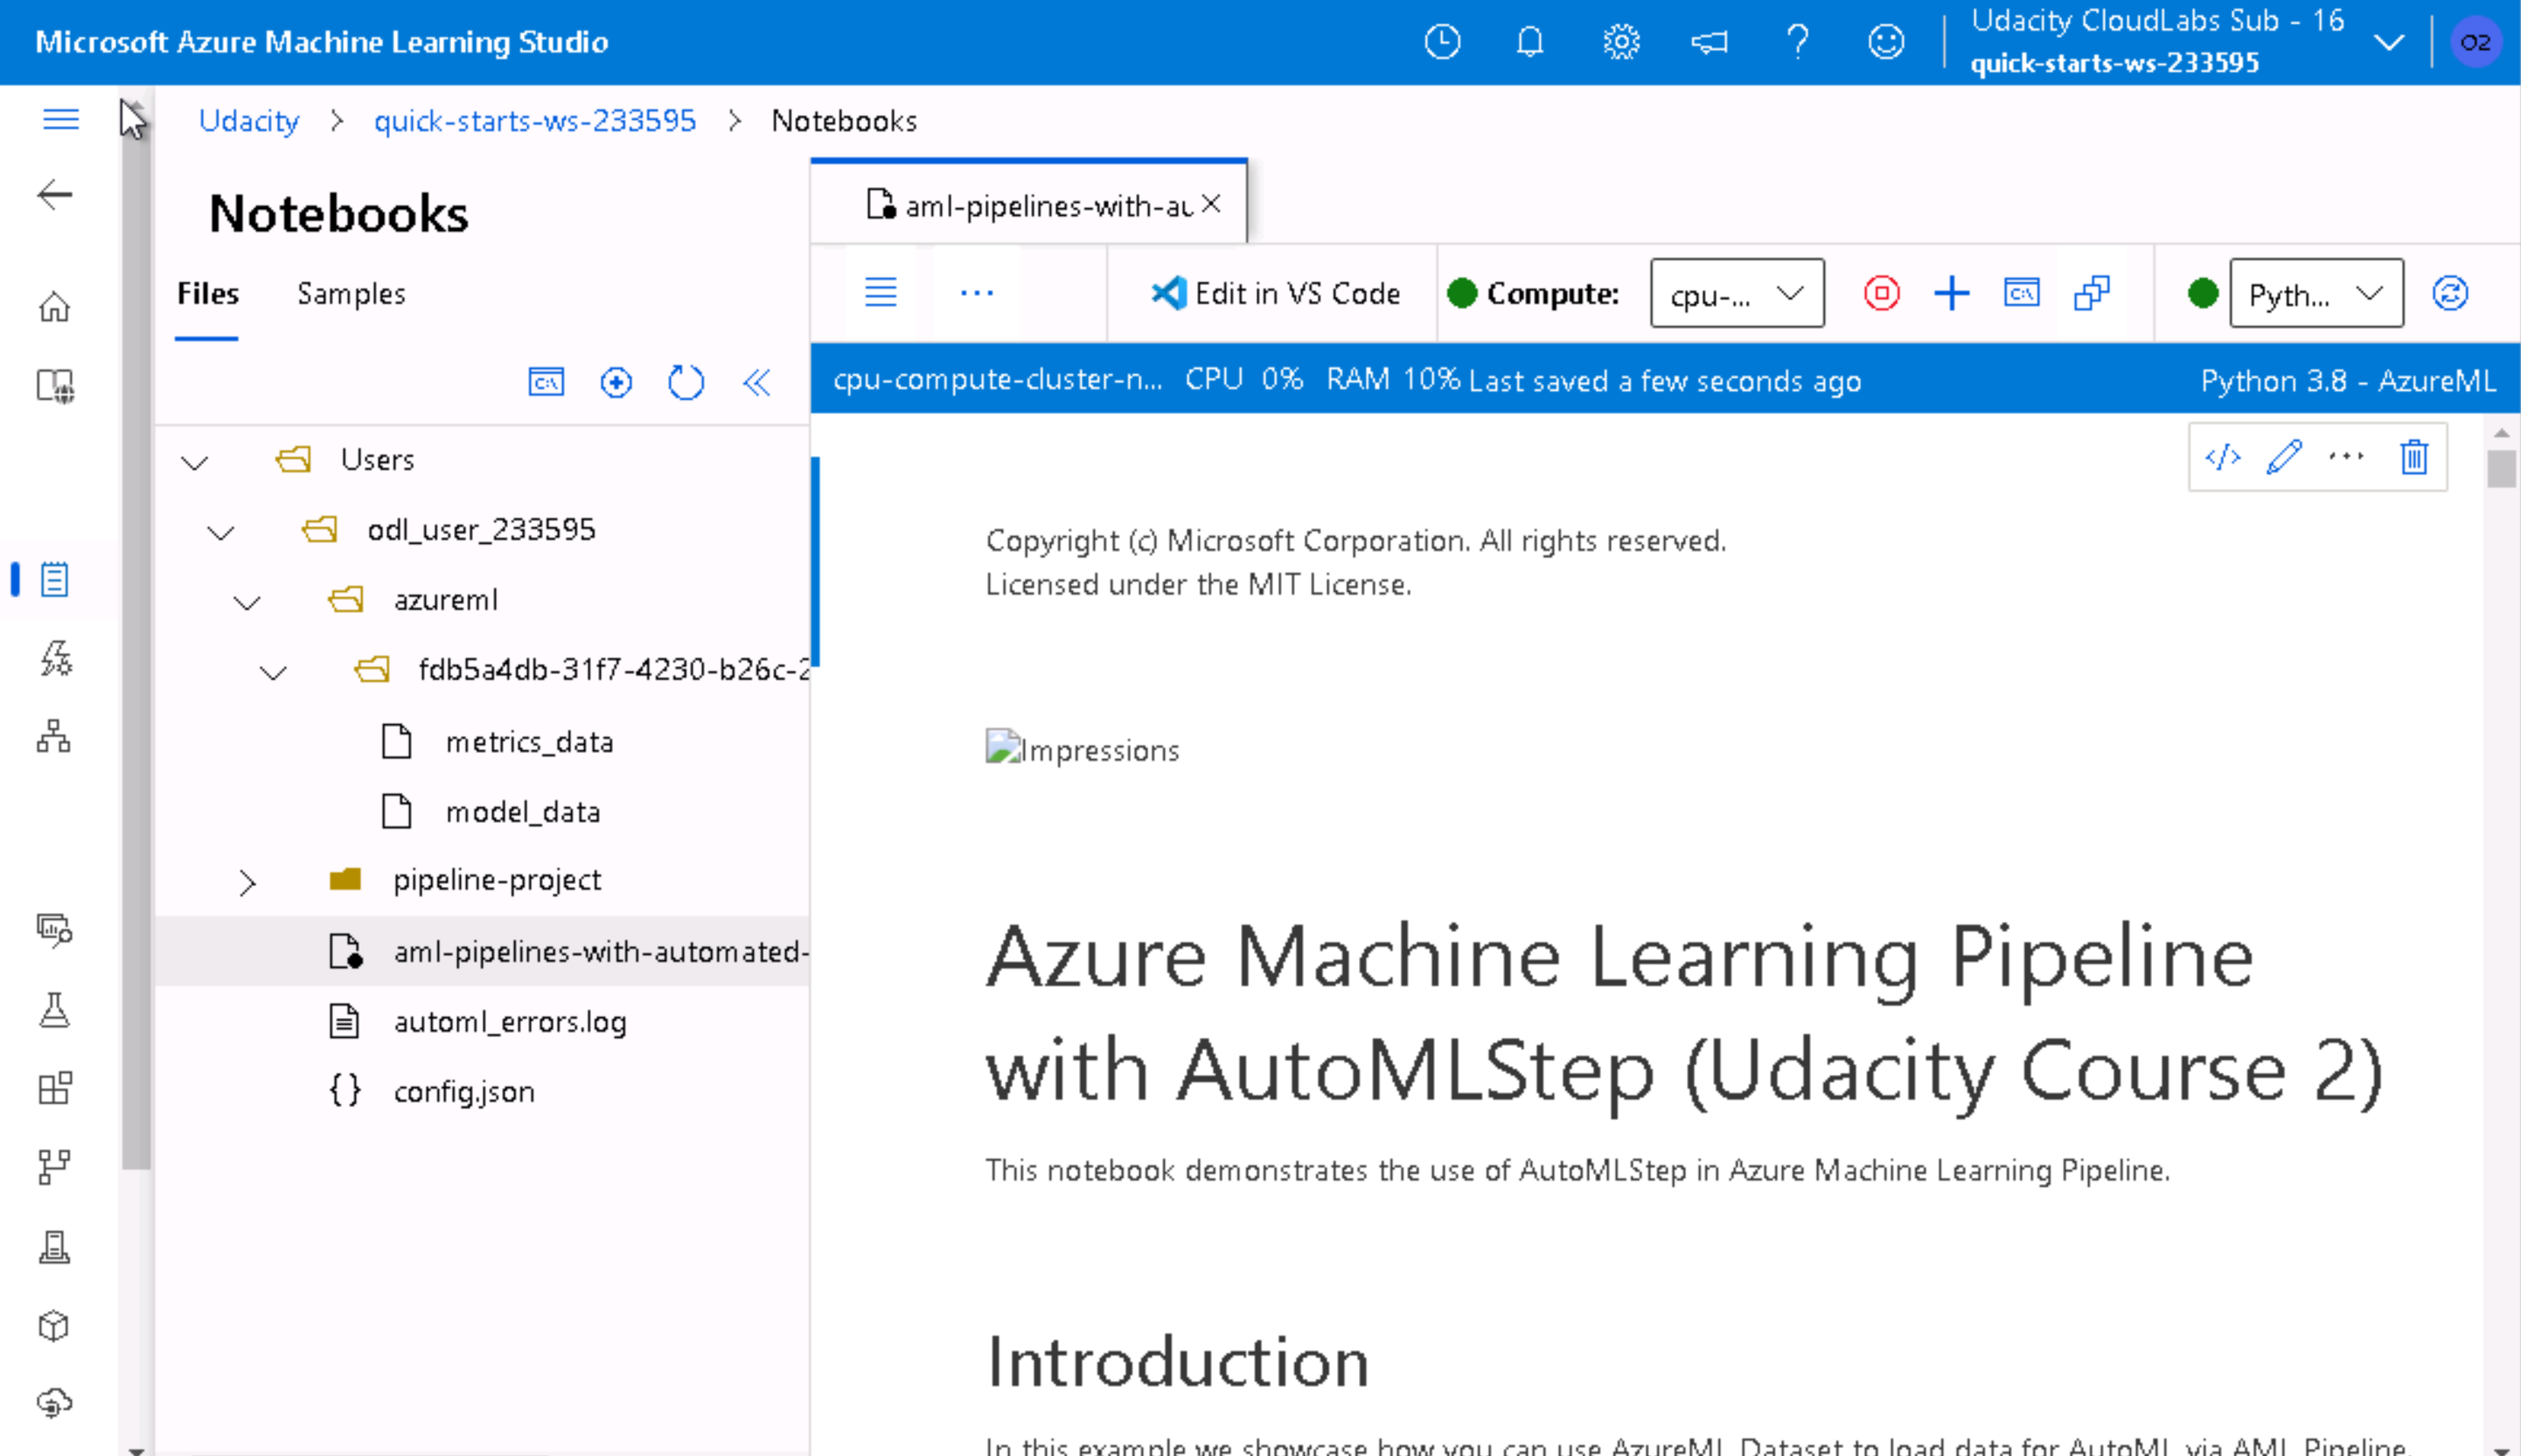 Microsoft Azure Machine Learning Studio
Udacity CloudLabs Sub - 16
quick-starts-ws-233595
O2
Udacity > quick-starts-ws-233595 > Notebooks
Notebooks
Files Samples
aml-pipelines-with-au
... Edit in VS Code Compute: cpu-... Pyth...
cpu-compute-cluster-n... CPU 0% RAM 10% Last saved a few seconds ago Python 3.8 - AzureML
Users
odl_user_233595
azureml
fdb5a4db-31f7-4230-b26c-2
metrics_data
model_data
pipeline-project
aml-pipelines-with-automated-
automl_errors.log
{} config.json
Copyright (c) Microsoft Corporation. All rights reserved.
Licensed under the MIT License.
Impressions
Azure Machine Learning Pipeline
with AutoMLStep (Udacity Course 2)
This notebook demonstrates the use of AutoMLStep in Azure Machine Learning Pipeline.
Introduction
In this example we showcase how you can use AzureML Dataset to load data for AutoML via AML Pipeline.